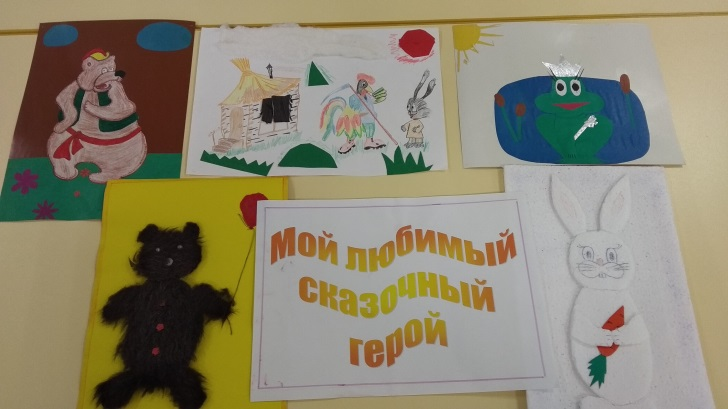 Мой любимый
сказочный
герой